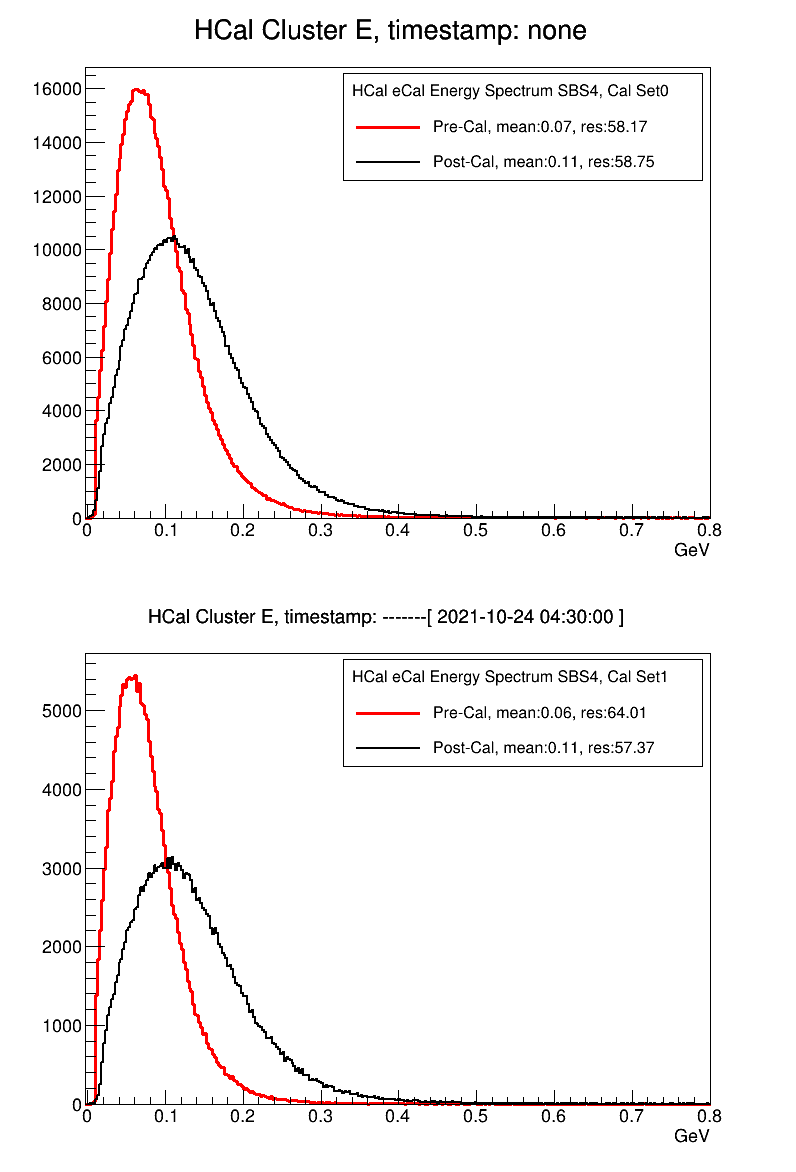 HCal Cluster E, timestamp: none
HCal eCal Energy Spectrum SBS4, Cal Set0
Pre-Cal, mean:0.07, res:58.17
Post-Cal, mean:0.11, res:58.75
16000
14000
12000
10000
8000
6000
4000
2000
0
0 0.1 0.2 0.3 0.4 0.5 0.6 0.7 0.8
GeV
HCal Cluster E, timestamp: -------[ 2021-10-24 04:30:00 ]
HCal eCal Energy Spectrum SBS4, Cal Set1
Pre-Cal, mean:0.06, res:64.01
Post-Cal, mean:0.11, res:57.37
5000
4000
3000
2000
1000
0
0 0.1 0.2 0.3 0.4 0.5 0.6 0.7 0.8
GeV